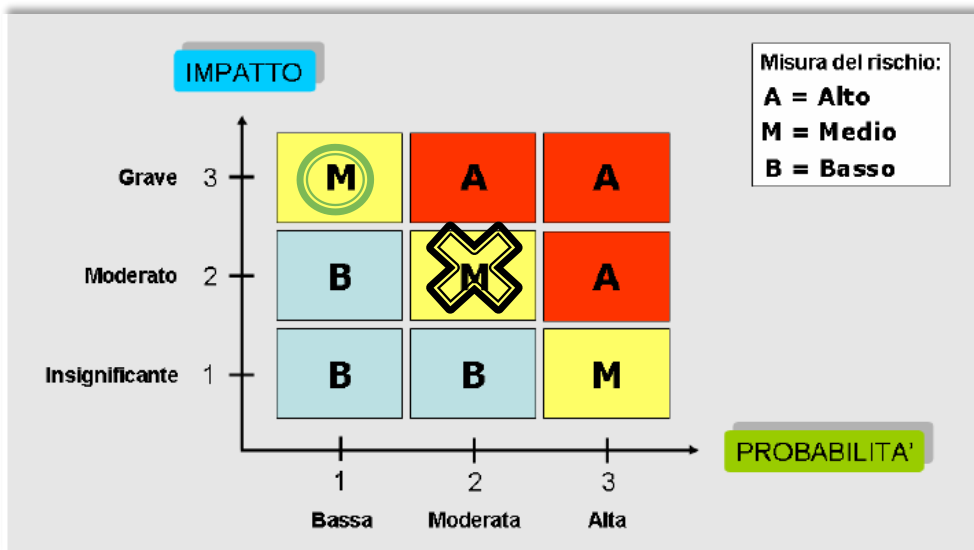 IMPATTO
Misura del rischio:
A = Alto
M = Medio
B = Basso
Grave 3 M A A
Moderato 2 B M A
Insignificante 1 B B M
PROBABILITA'
1 2 3
Bassa Moderata Alta